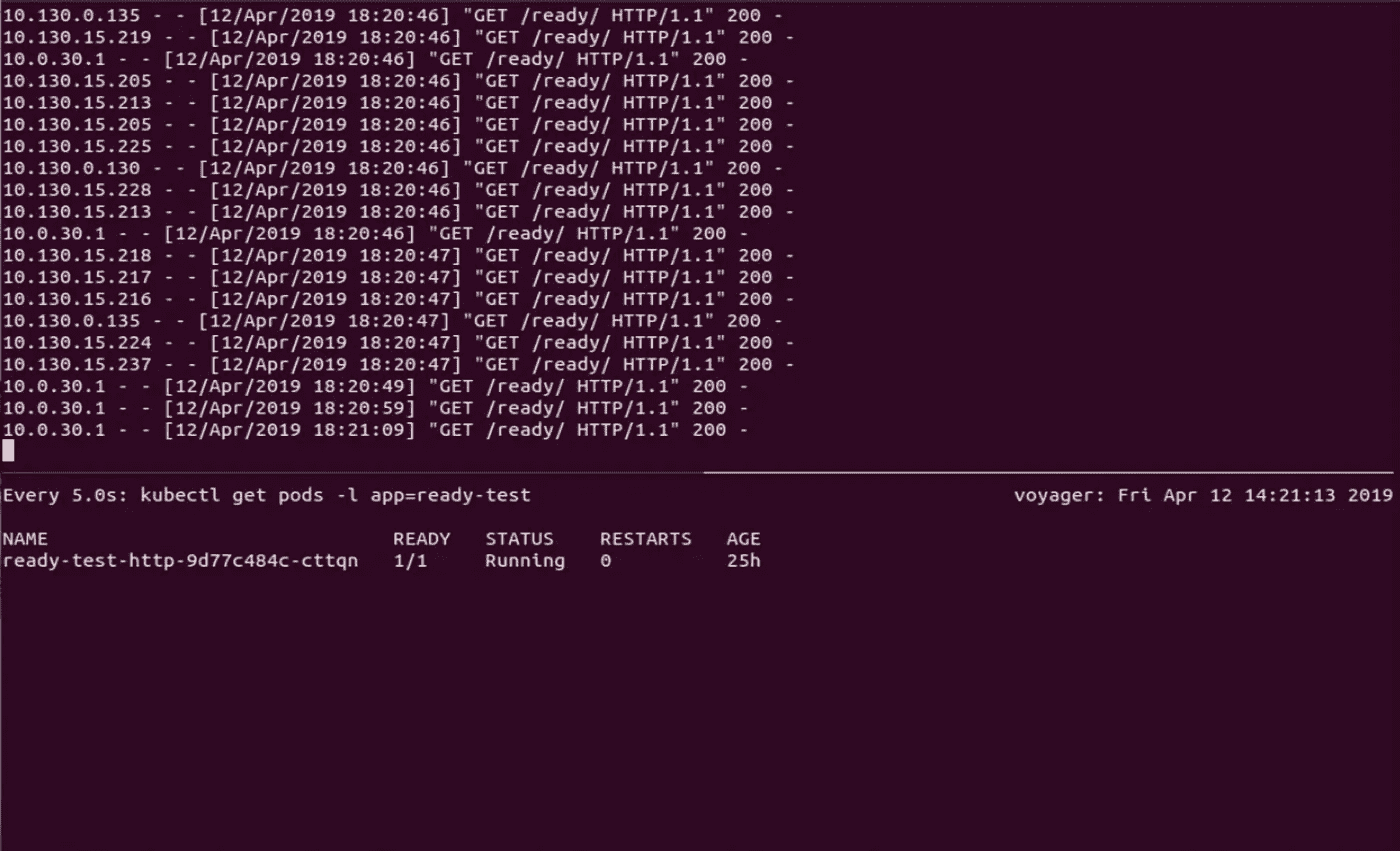 10.130.0.135 - - [12/Apr/2019 18:20:46] "GET /ready/ HTTP/1.1" 200 -
10.130.15.219 - - [12/Apr/2019 18:20:46] "GET /ready/ HTTP/1.1" 200 -
10.0.30.1 - - [12/Apr/2019 18:20:46] "GET /ready/ HTTP/1.1" 200 -
10.130.15.205 - - [12/Apr/2019 18:20:46] "GET /ready/ HTTP/1.1" 200 -
10.130.15.213 - - [12/Apr/2019 18:20:46] "GET /ready/ HTTP/1.1" 200 -
10.130.15.205 - - [12/Apr/2019 18:20:46] "GET /ready/ HTTP/1.1" 200 -
10.130.15.225 - - [12/Apr/2019 18:20:46] "GET /ready/ HTTP/1.1" 200 -
10.130.0.130 - - [12/Apr/2019 18:20:46] "GET /ready/ HTTP/1.1" 200 -
10.130.15.228 - - [12/Apr/2019 18:20:46] "GET /ready/ HTTP/1.1" 200 -
10.130.15.213 - - [12/Apr/2019 18:20:46] "GET /ready/ HTTP/1.1" 200 -
10.0.30.1 - - [12/Apr/2019 18:20:46] "GET /ready/ HTTP/1.1" 200 -
10.130.15.218 - - [12/Apr/2019 18:20:47] "GET /ready/ HTTP/1.1" 200 -
10.130.15.217 - - [12/Apr/2019 18:20:47] "GET /ready/ HTTP/1.1" 200 -
10.130.15.216 - - [12/Apr/2019 18:20:47] "GET /ready/ HTTP/1.1" 200 -
10.130.0.135 - - [12/Apr/2019 18:20:47] "GET /ready/ HTTP/1.1" 200 -
10.130.15.224 - - [12/Apr/2019 18:20:47] "GET /ready/ HTTP/1.1" 200 -
10.130.15.237 - - [12/Apr/2019 18:20:47] "GET /ready/ HTTP/1.1" 200 -
10.0.30.1 - - [12/Apr/2019 18:20:49] "GET /ready/ HTTP/1.1" 200 -
10.0.30.1 - - [12/Apr/2019 18:20:59] "GET /ready/ HTTP/1.1" 200 -
10.0.30.1 - - [12/Apr/2019 18:21:09] "GET /ready/ HTTP/1.1" 200 -
Every 5.0s: kubectl get pods -l app=ready-test voyager: Fri Apr 12 14:21:13 2019
NAME READY STATUS RESTARTS AGE
ready-test-http-9d77c484c-cttqn 1/1 Running 0 25h